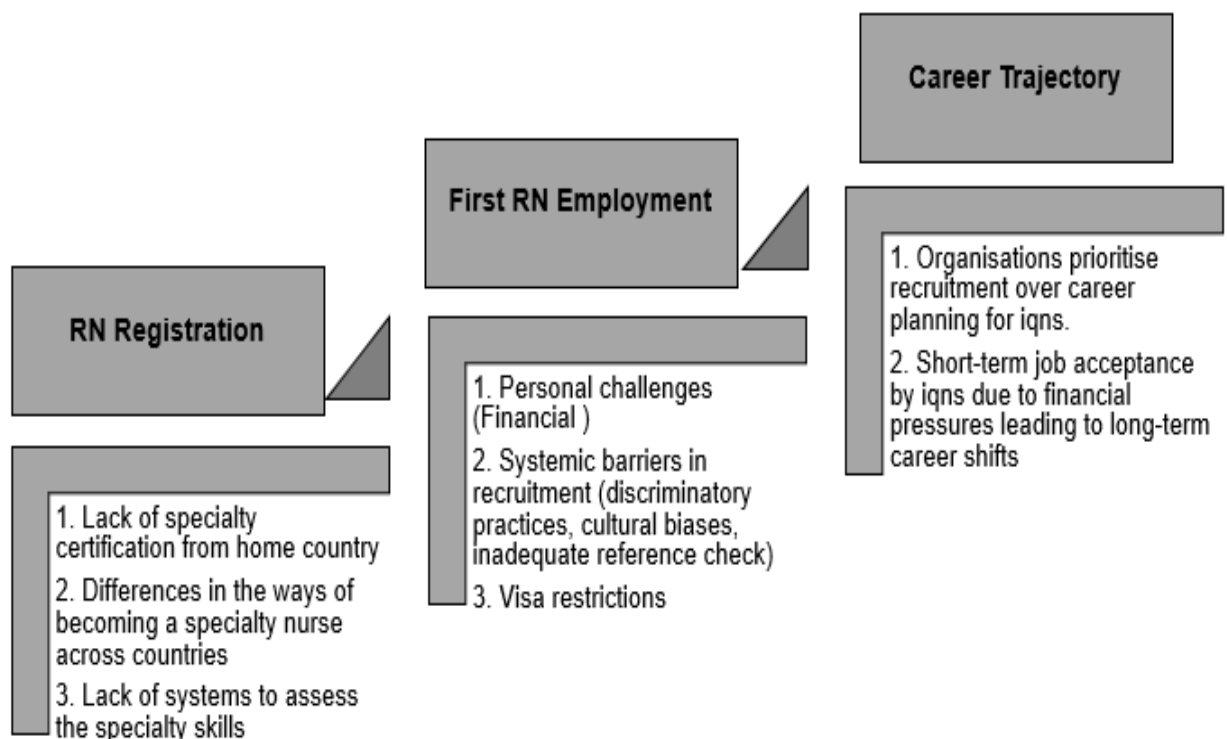 Career Trajectory
First RN Employment
RN Registration
1. Organisations prioritise
recruitment over career
planning for iqns.
2. Short-term job acceptance
by iqns due to financial
pressures leading to long-term
career shifts
1. Personal challenges
(Financial )
2. Systemic barriers in
recruitment (discriminatory
practices, cultural biases,
inadequate reference check)
3. Visa restrictions
1. Lack of specialty
certification from home country
2. Differences in the ways of
becoming a specialty nurse
across countries
3. Lack of systems to assess
the specialty skills